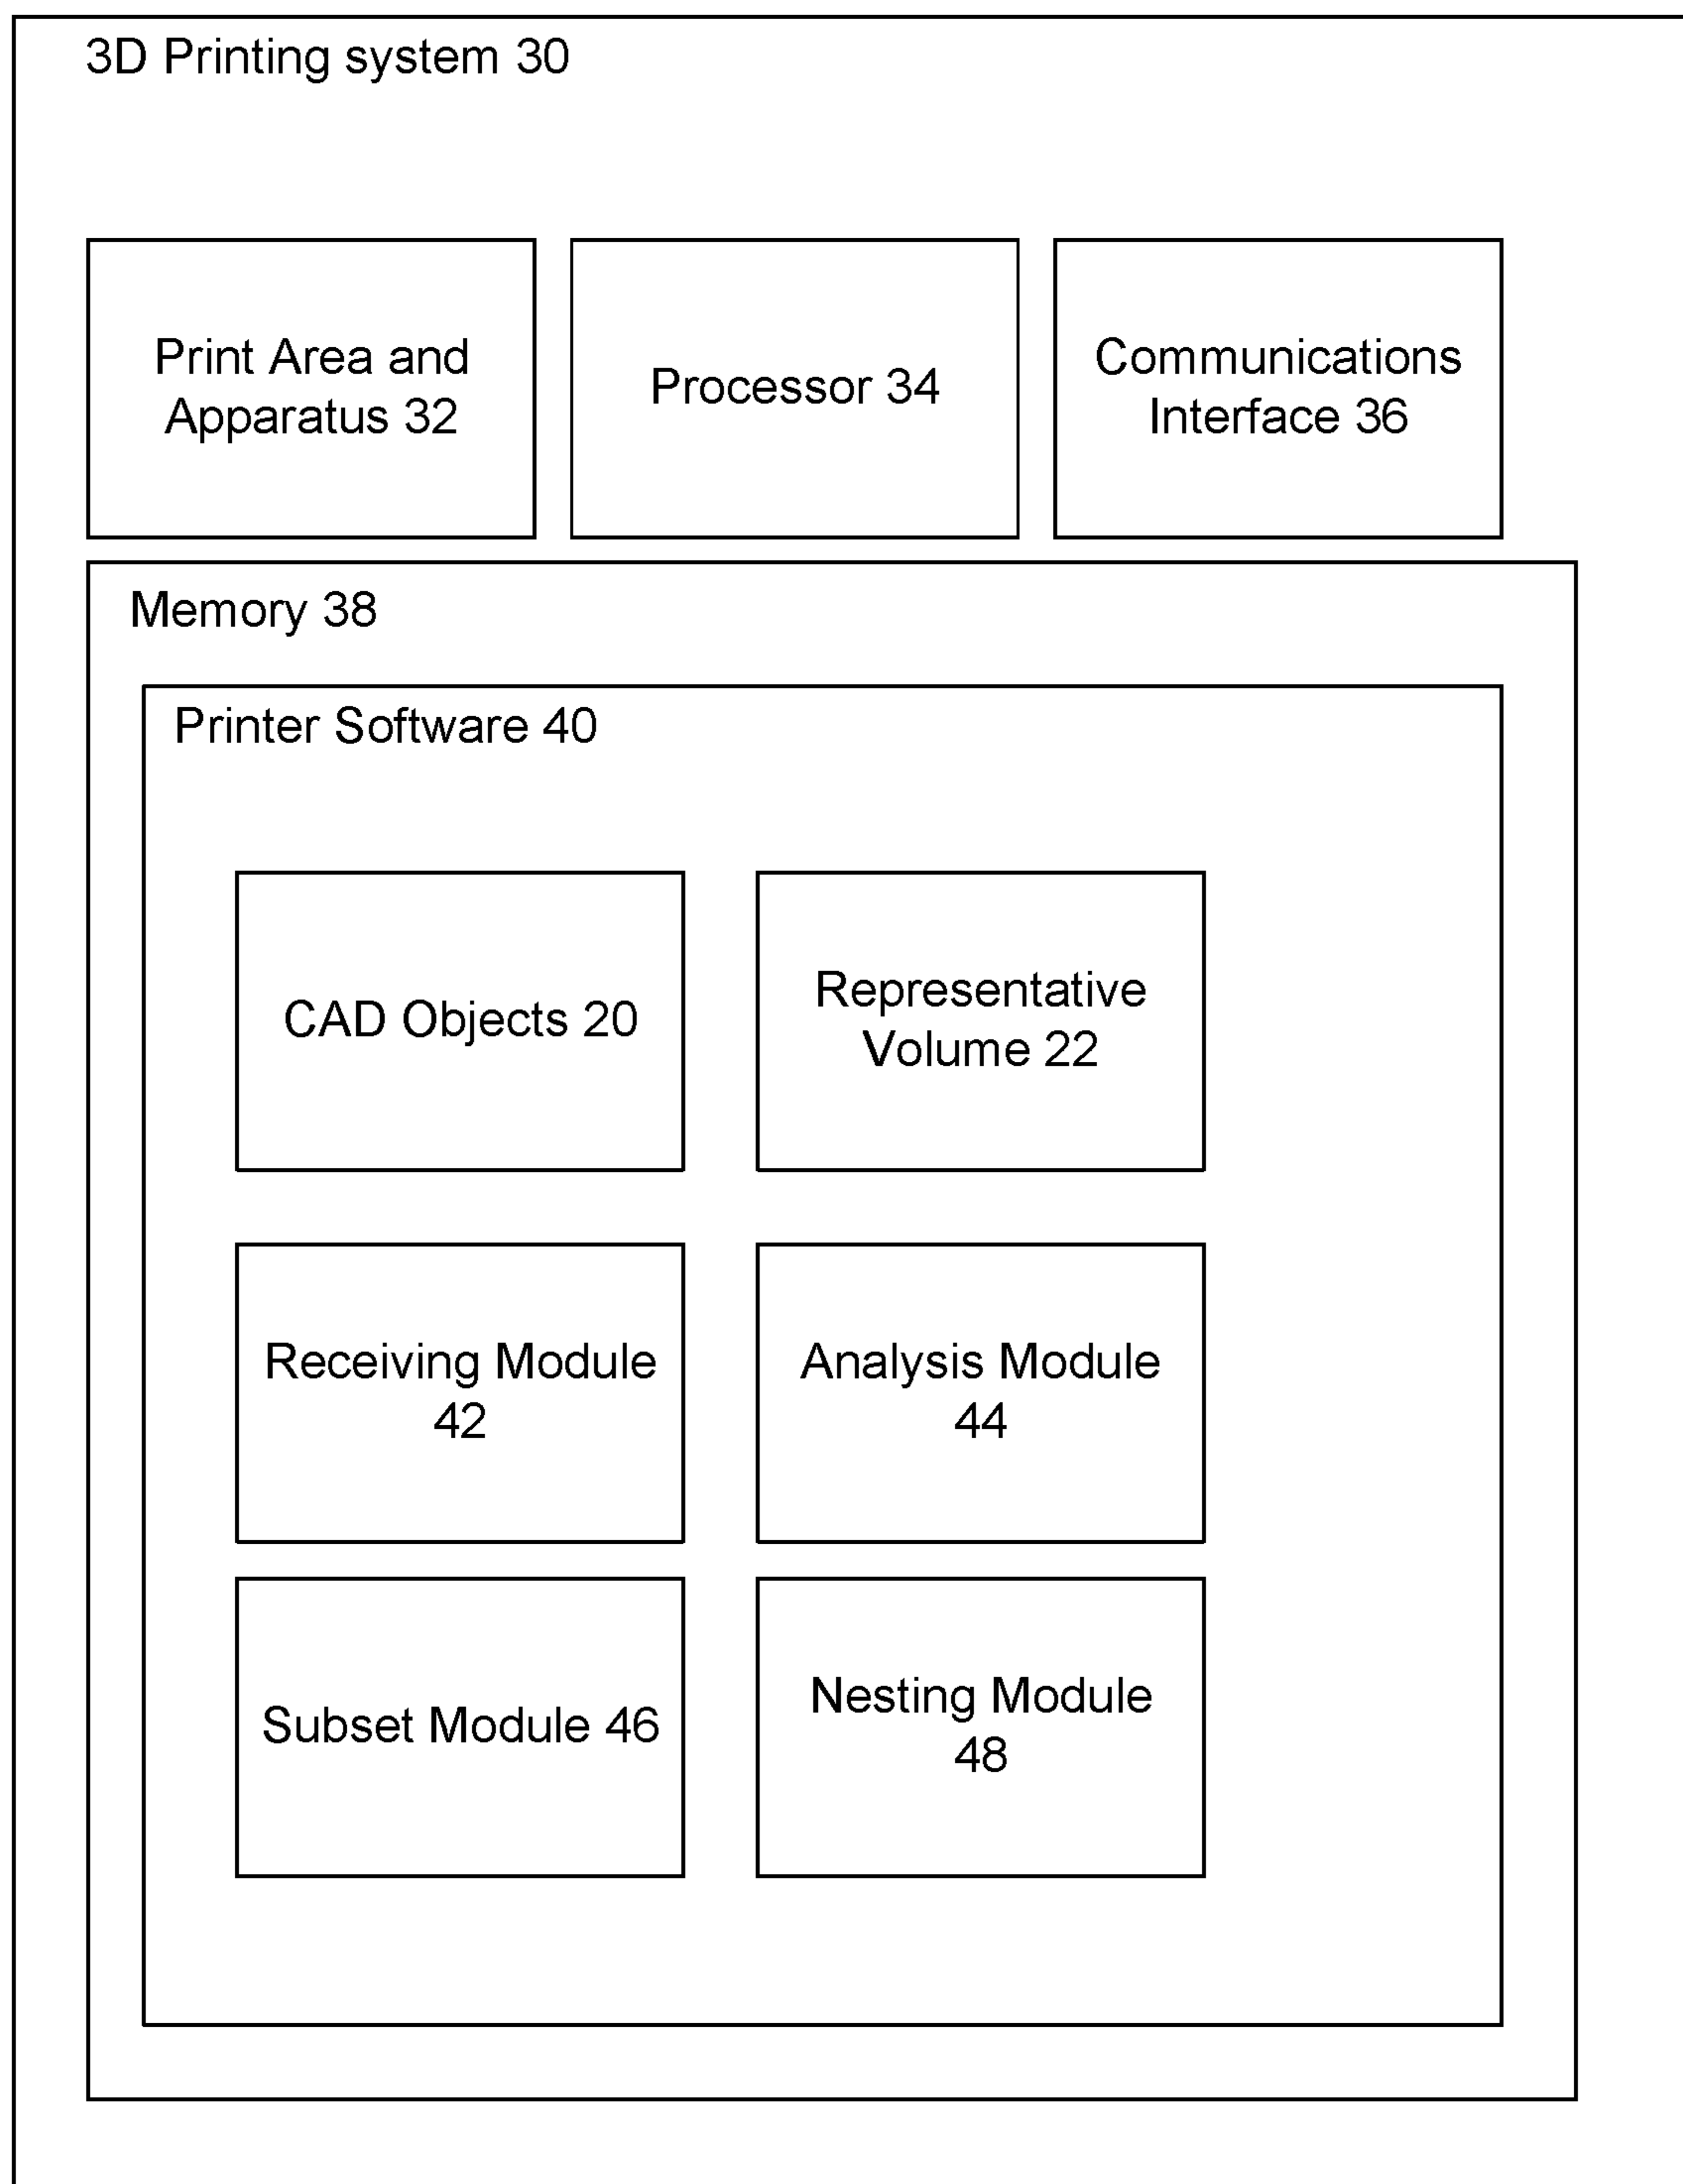 3D Printing system 30
Print Area and
Apparatus 32
Processor 34
Communications
Interface 36
Memory 38
Printer Software 40
CAD Objects 20
Representative
Volume 22
Receiving Module
42
Analysis Module
44
Subset Module 46
Nesting Module
48